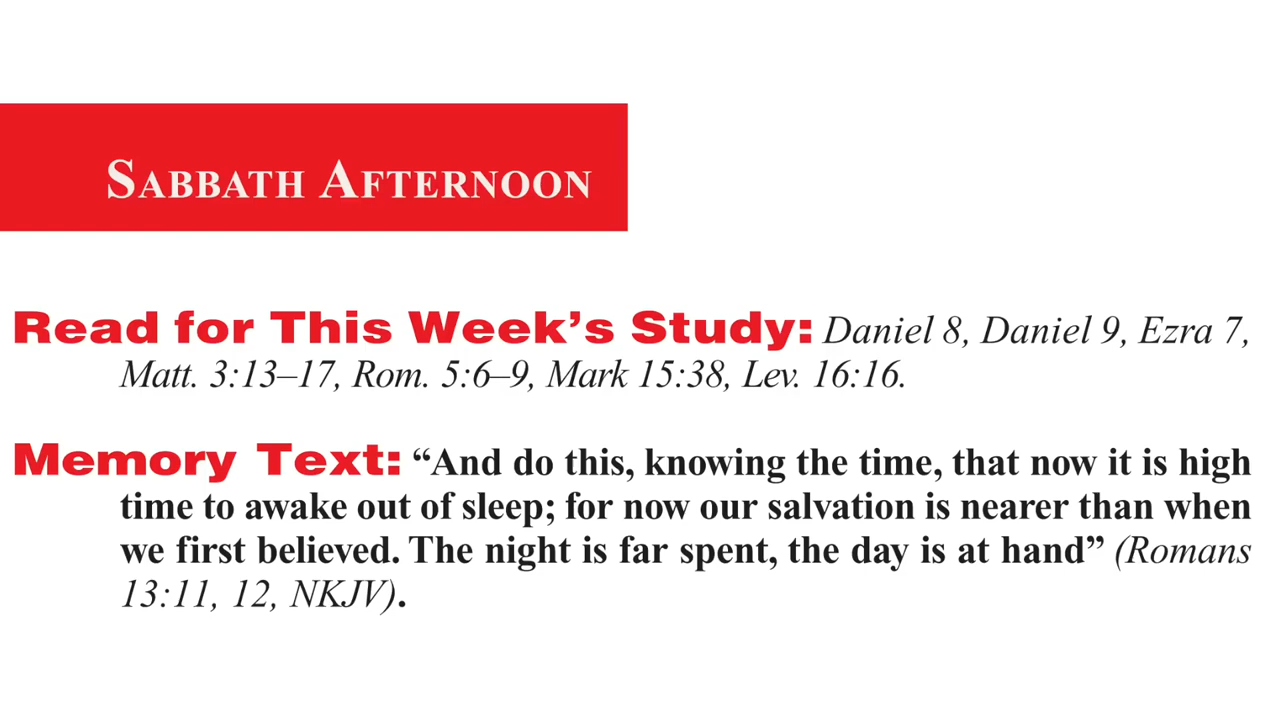 SABBATH AFTERNOON
Read for This Week’s Study: Daniel 8, Daniel 9, Ezra 7,
Matt. 3:13–17, Rom. 5:6–9, Mark 15:38, Lev. 16:16.
Memory Text: “And do this, knowing the time, that now it is high
time to awake out of sleep; for now our salvation is nearer than when
we first believed. The night is far spent, the day is at hand” (Romans
13:11, 12, NKJV).